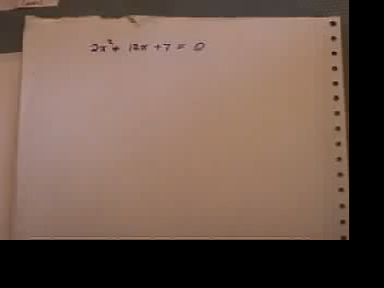 2x² + 12x + 7 = 0